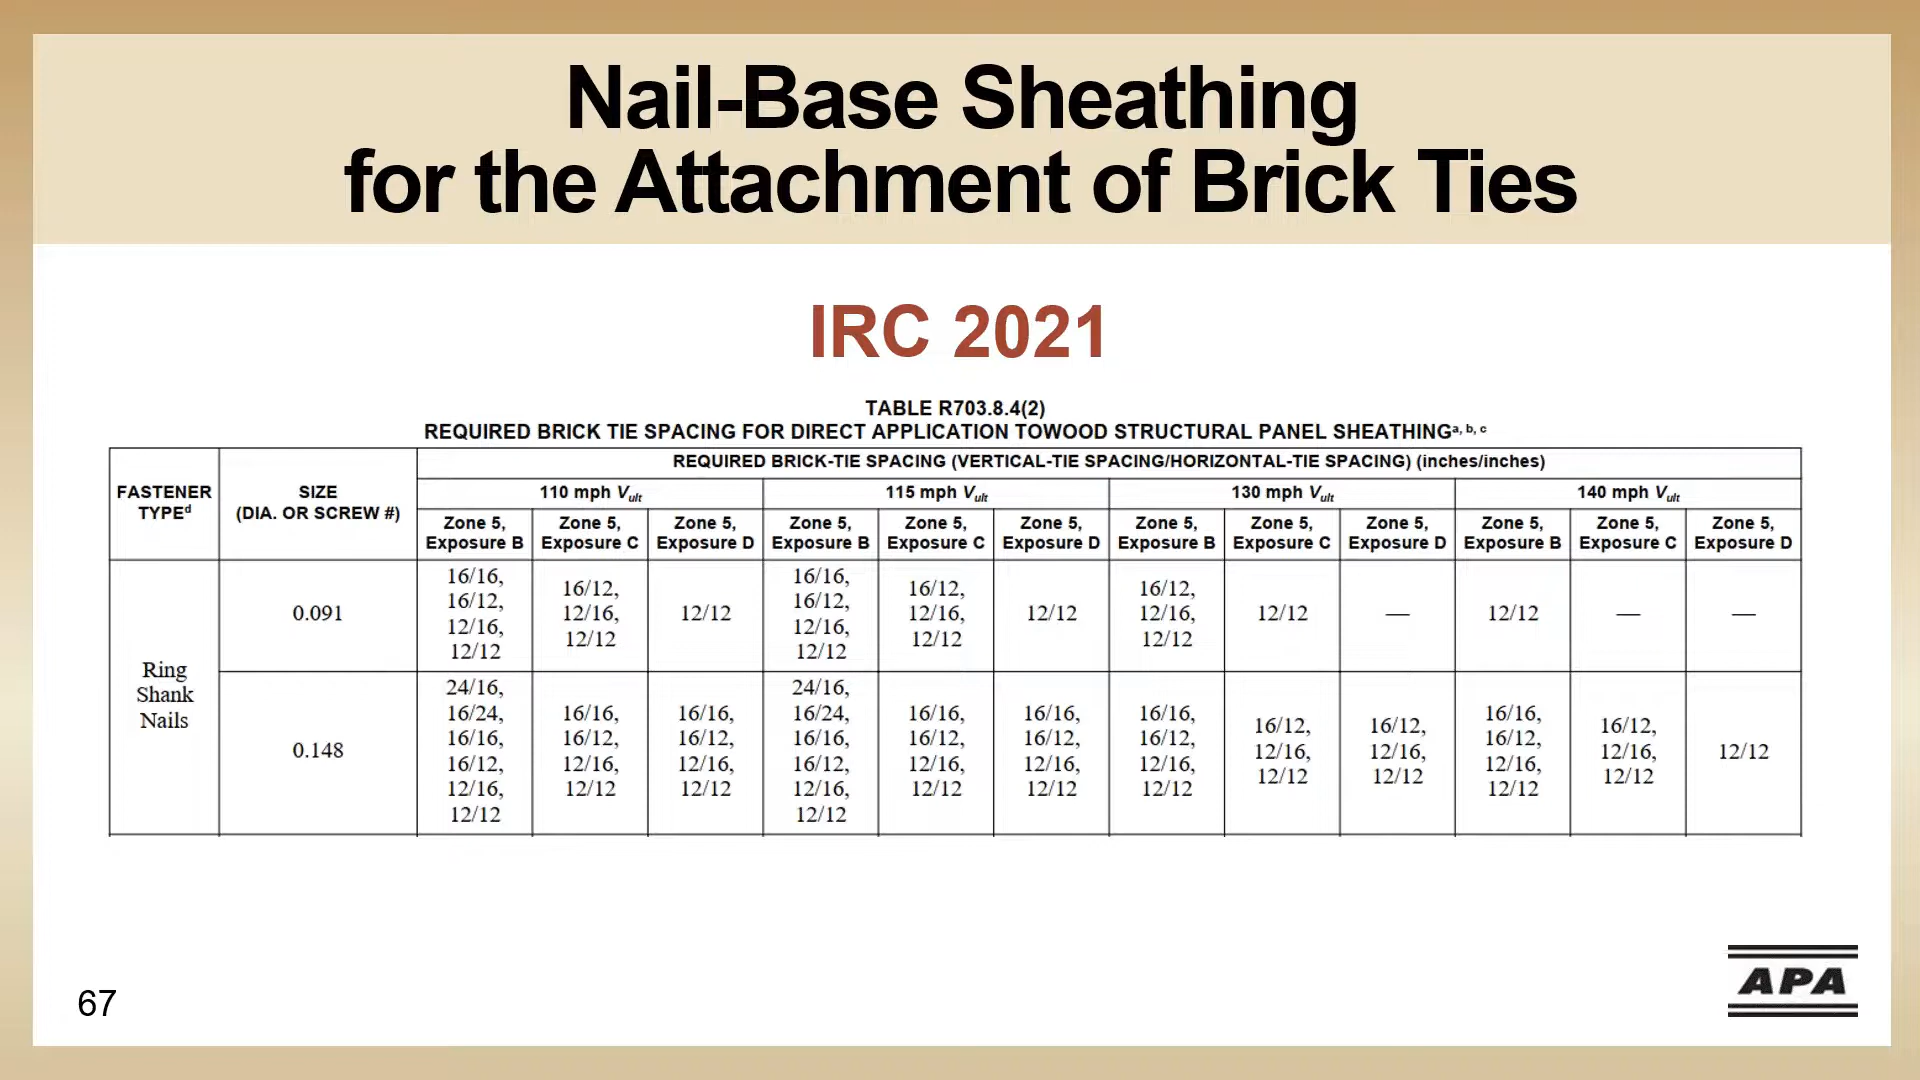 Nail-Base Sheathing
for the Attachment of Brick Ties
IRC 2021
TABLE R703.8.4(2)
REQUIRED BRICK TIE SPACING FOR DIRECT APPLICATION TOWOOD STRUCTURAL PANEL SHEATHINGa, b, c
FASTENER TYPEd
SIZE (DIA. OR SCREW #)
REQUIRED BRICK-TIE SPACING (VERTICAL-TIE SPACING/HORIZONTAL-TIE SPACING) (inches/inches)
110 mph Vult 115 mph Vult 130 mph Vult 140 mph Vult
Zone 5, Exposure B
Zone 5, Exposure C
Zone 5, Exposure D
Zone 5, Exposure B
Zone 5, Exposure C
Zone 5, Exposure D
Zone 5, Exposure B
Zone 5, Exposure C
Zone 5, Exposure D
Zone 5, Exposure B
Zone 5, Exposure C
Zone 5, Exposure D
Ring
Shank
Nails
0.091
16/16, 16/12, 12/16, 12/12
16/12, 12/16, 12/12
12/12
16/16, 16/12, 12/16, 12/12
16/12, 12/16, 12/12
12/12
16/12, 12/16, 12/12
12/12
—
12/12
—
—
0.148
24/16, 16/24, 16/16, 16/12, 12/16, 12/12
16/16, 16/12, 12/16, 12/12
16/16, 16/12, 12/16, 12/12
24/16, 16/24, 16/16, 16/12, 12/16, 12/12
16/16, 16/12, 12/16, 12/12
16/16, 16/12, 12/16, 12/12
16/16, 16/12, 12/16, 12/12
16/12, 12/16, 12/12
16/12, 12/16, 12/12
16/16, 16/12, 12/16, 12/12
16/12, 12/16, 12/12
12/12
67
APA